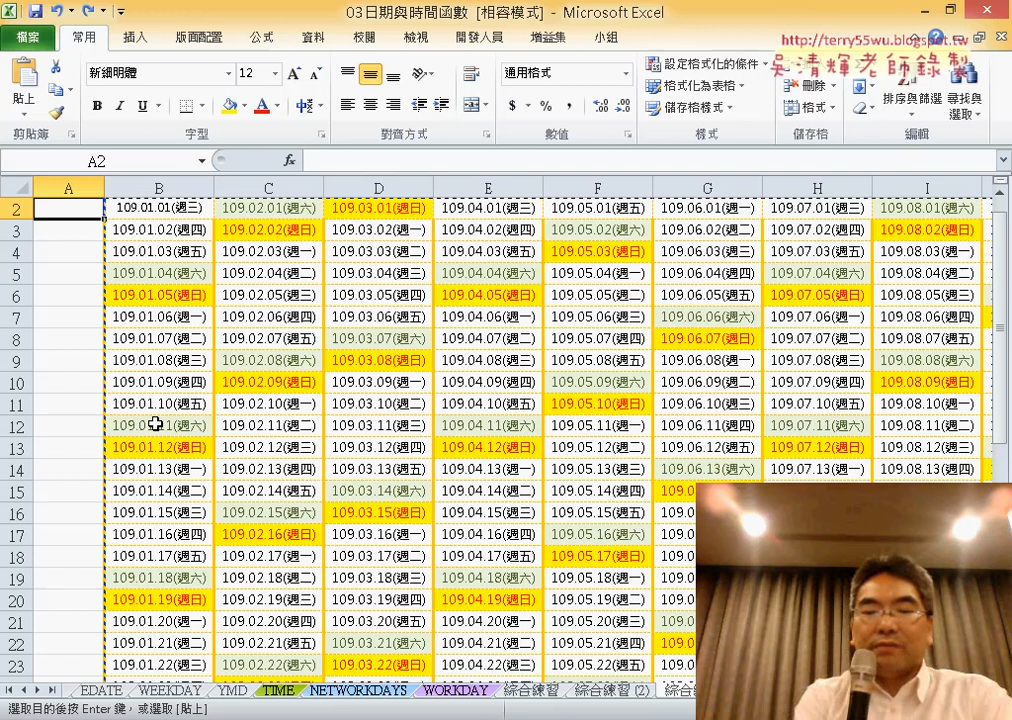 03日期與時間函數 [相容模式] - Microsoft Excel
檔案 常用 插入 版面配置 公式 資料 校閱 檢視 開發人員 增益集 小組
http://terry55wu.blogspot.tw
吳清輝老師錄製
貼上 新細明體 12 通用格式 設定格式化的條件 格式化為表格 儲存格樣式 刪除 格式 排序與篩選 尋找與選取
剪貼簿 字型 對齊方式 數值 樣式 儲存格 編輯
A2 fx
A B C D E F G H I
2 109.01.01(週三) 109.02.01(週六) 109.03.01(週日) 109.04.01(週三) 109.05.01(週五) 109.06.01(週一) 109.07.01(週三) 109.08.01(週六)
3 109.01.02(週四) 109.02.02(週日) 109.03.02(週一) 109.04.02(週四) 109.05.02(週六) 109.06.02(週二) 109.07.02(週四) 109.08.02(週日)
4 109.01.03(週五) 109.02.03(週一) 109.03.03(週二) 109.04.03(週五) 109.05.03(週日) 109.06.03(週三) 109.07.03(週五) 109.08.03(週一)
5 109.01.04(週六) 109.02.04(週二) 109.03.04(週三) 109.04.04(週六) 109.05.04(週一) 109.06.04(週四) 109.07.04(週六) 109.08.04(週二)
6 109.01.05(週日) 109.02.05(週三) 109.03.05(週四) 109.04.05(週日) 109.05.05(週二) 109.06.05(週五) 109.07.05(週日) 109.08.05(週三)
7 109.01.06(週一) 109.02.06(週四) 109.03.06(週五) 109.04.06(週一) 109.05.06(週三) 109.06.06(週六) 109.07.06(週一) 109.08.06(週四)
8 109.01.07(週二) 109.02.07(週五) 109.03.07(週六) 109.04.07(週二) 109.05.07(週四) 109.06.07(週日) 109.07.07(週二) 109.08.07(週五)
9 109.01.08(週三) 109.02.08(週六) 109.03.08(週日) 109.04.08(週三) 109.05.08(週五) 109.06.08(週一) 109.07.08(週三) 109.08.08(週六)
10 109.01.09(週四) 109.02.09(週日) 109.03.09(週一) 109.04.09(週四) 109.05.09(週六) 109.06.09(週二) 109.07.09(週四) 109.08.09(週日)
11 109.01.10(週五) 109.02.10(週一) 109.03.10(週二) 109.04.10(週五) 109.05.10(週日) 109.06.10(週三) 109.07.10(週五) 109.08.10(週一)
12 109.0 1(週六) 109.02.11(週二) 109.03.11(週三) 109.04.11(週六) 109.05.11(週一) 109.06.11(週四) 109.07.11(週六) 109.08.11(週二)
13 109.01.12(週日) 109.02.12(週三) 109.03.12(週四) 109.04.12(週日) 109.05.12(週二) 109.06.12(週五) 109.07.12(週日) 109.08.12(週三)
14 109.01.13(週一) 109.02.13(週四) 109.03.13(週五) 109.04.13(週一) 109.05.13(週三) 109.06.13(週六) 109.07.13(週一) 109.08.13(週四)
15 109.01.14(週二) 109.02.14(週五) 109.03.14(週六) 109.04.14(週二) 109.05.14(週四) 109.0
16 109.01.15(週三) 109.02.15(週六) 109.03.15(週日) 109.04.15(週三) 109.05.15(週五) 109.0
17 109.01.16(週四) 109.02.16(週日) 109.03.16(週一) 109.04.16(週四) 109.05.16(週六) 109.0
18 109.01.17(週五) 109.02.17(週一) 109.03.17(週二) 109.04.17(週五) 109.05.17(週日) 109.0
19 109.01.18(週六) 109.02.18(週二) 109.03.18(週三) 109.04.18(週六) 109.05.18(週一) 109.0
20 109.01.19(週日) 109.02.19(週三) 109.03.19(週四) 109.04.19(週日) 109.05.19(週二) 109.0
21 109.01.20(週一) 109.02.20(週四) 109.03.20(週五) 109.04.20(週一) 109.05.20(週三) 109.0
22 109.01.21(週二) 109.02.21(週五) 109.03.21(週六) 109.04.21(週二) 109.05.21(週四) 109.0
23 109.01.22(週三) 109.02.22(週六) 109.03.22(週日) 109.04.22(週三) 109.05.22(週五) 109.0
EDATE WEEKDAY YMD TIME NETWORKDAYS WORKDAY 綜合練習 綜合練習 (2) 綜合
選取目的後按 Enter 鍵，或選取 [貼上]